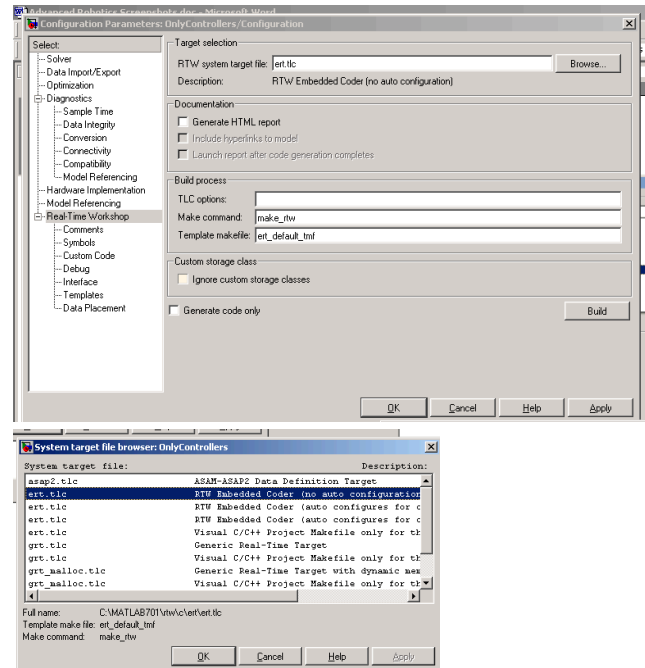 Advanced Robotics Screenshots.doc - Microsoft Word
Configuration Parameters: OnlyControllers/Configuration
Select:
Solver
Data Import/Export
Optimization
Diagnostics
Sample Time
Data Integrity
Conversion
Connectivity
Compatibility
Model Referencing
Hardware Implementation
Model Referencing
Real-Time Workshop
Comments
Symbols
Custom Code
Debug
Interface
Templates
Data Placement
Target selection
RTW system target file: ert.tlc Browse...
Description: RTW Embedded Coder (no auto configuration)
Documentation
Generate HTML report
Include hyperlinks to model
Launch report after code generation completes
Build process
TLC options:
Make command: make_rtw
Template makefile: ert_default_tmf
Custom storage class
Ignore custom storage classes
Generate code only Build
OK Cancel Help Apply
System target file browser: OnlyControllers
System target file: Description:
asap2.tlc ASAM-ASAP2 Data Definition Target
ert.tlc RTW Embedded Coder (no auto configuration
ert.tlc RTW Embedded Coder (auto configures for
ert.tlc RTW Embedded Coder (auto configures for
ert.tlc Visual C/C++ Project Makefile only for th
grt.tlc Generic Real-Time Target
grt.tlc Visual C/C++ Project Makefile only for th
grt_malloc.tlc Generic Real-Time Target with dynamic mem
grt_malloc.tlc Visual C/C++ Project Makefile only for th
Full name: C:\MATLAB701\rtw\c\ert\ert.tlc
Template make file: ert_default_tmf
Make command: make_rtw
OK Cancel Help Apply